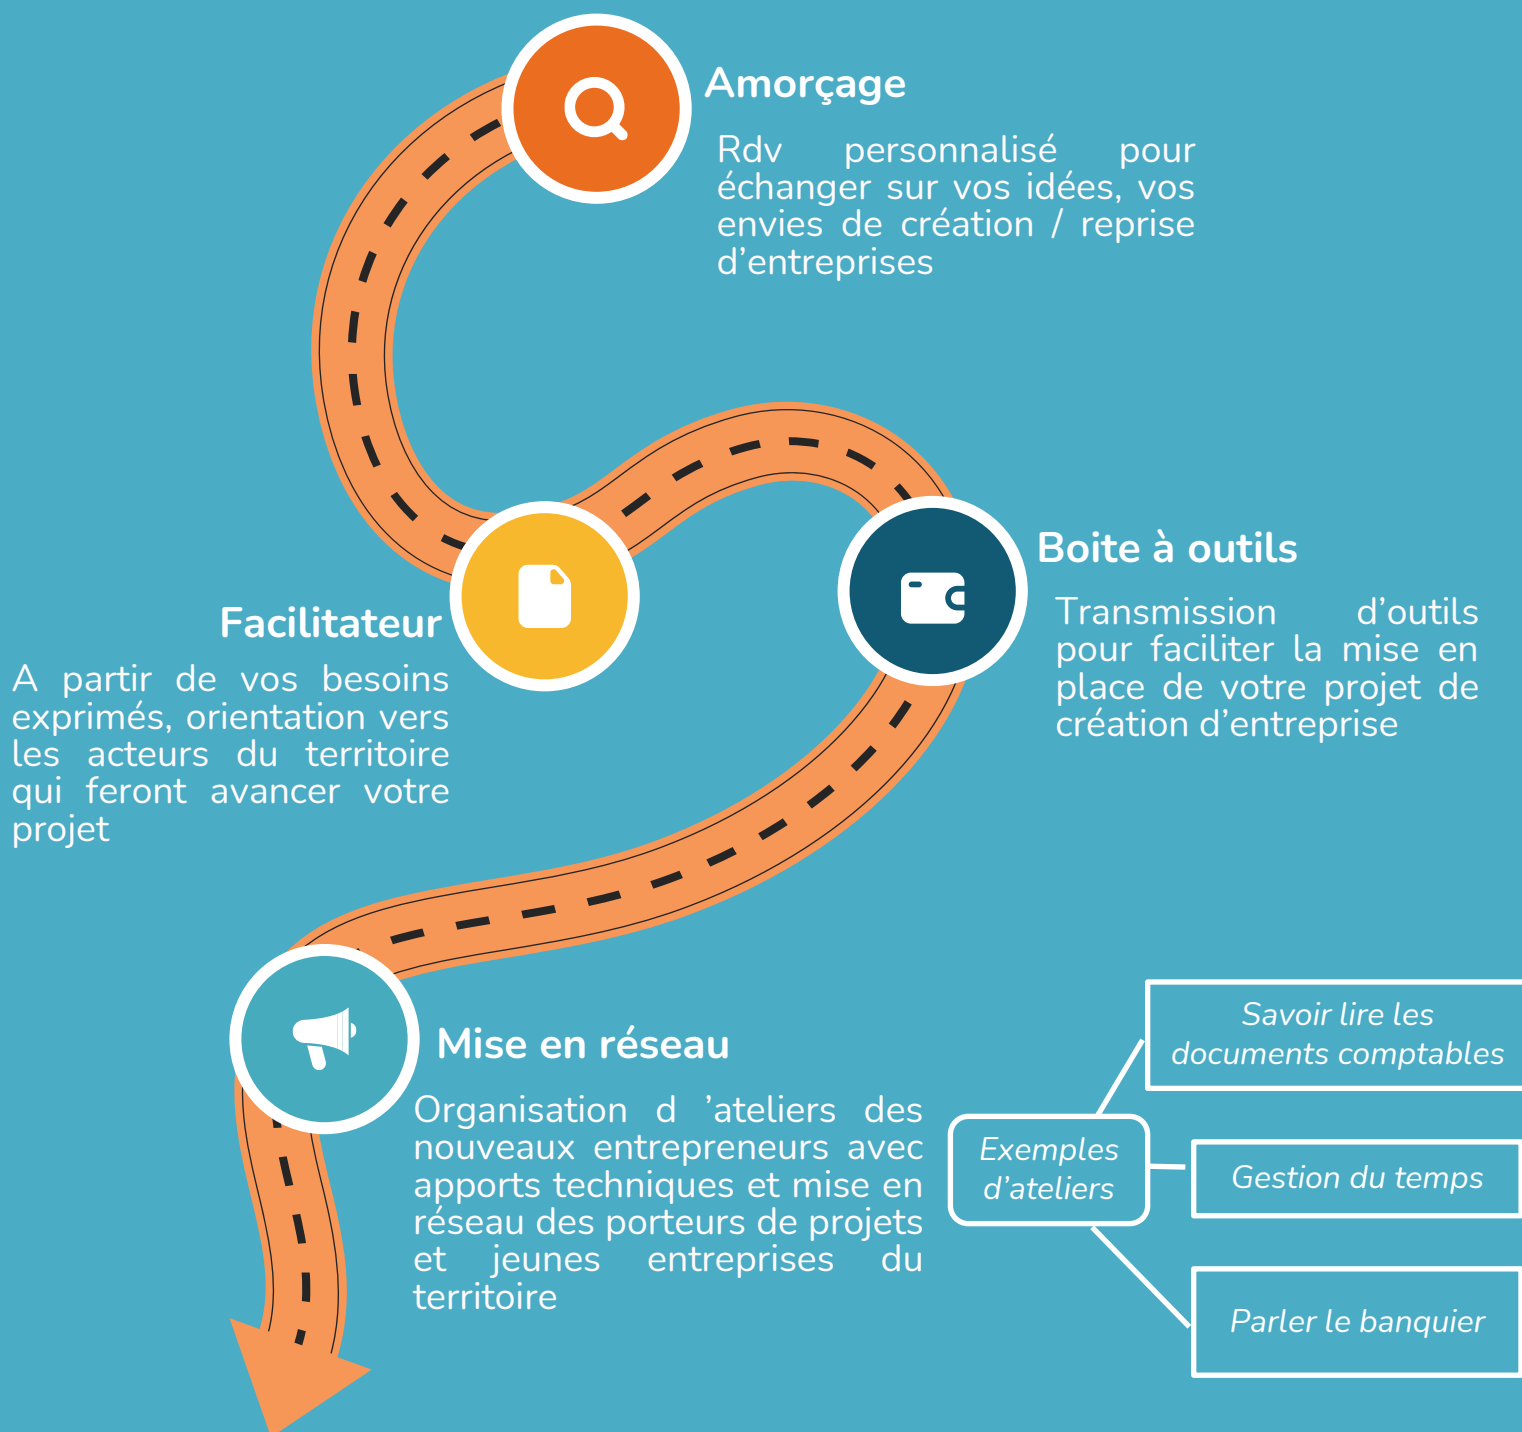 Amorçage
Rdv personnalisé pour
échanger sur vos idées, vos
envies de création / reprise
d’entreprises
Facilitateur
A partir de vos besoins
exprimés, orientation vers
les acteurs du territoire
qui feront avancer votre
projet
Boite à outils
Transmission d’outils
pour faciliter la mise en
place de votre projet de
création d’entreprise
Mise en réseau
Organisation d ’ateliers des
nouveaux entrepreneurs avec
apports techniques et mise en
réseau des porteurs de projets
et jeunes entreprises du
territoire
Exemples
d’ateliers
Savoir lire les
documents comptables
Gestion du temps
Parler le banquier